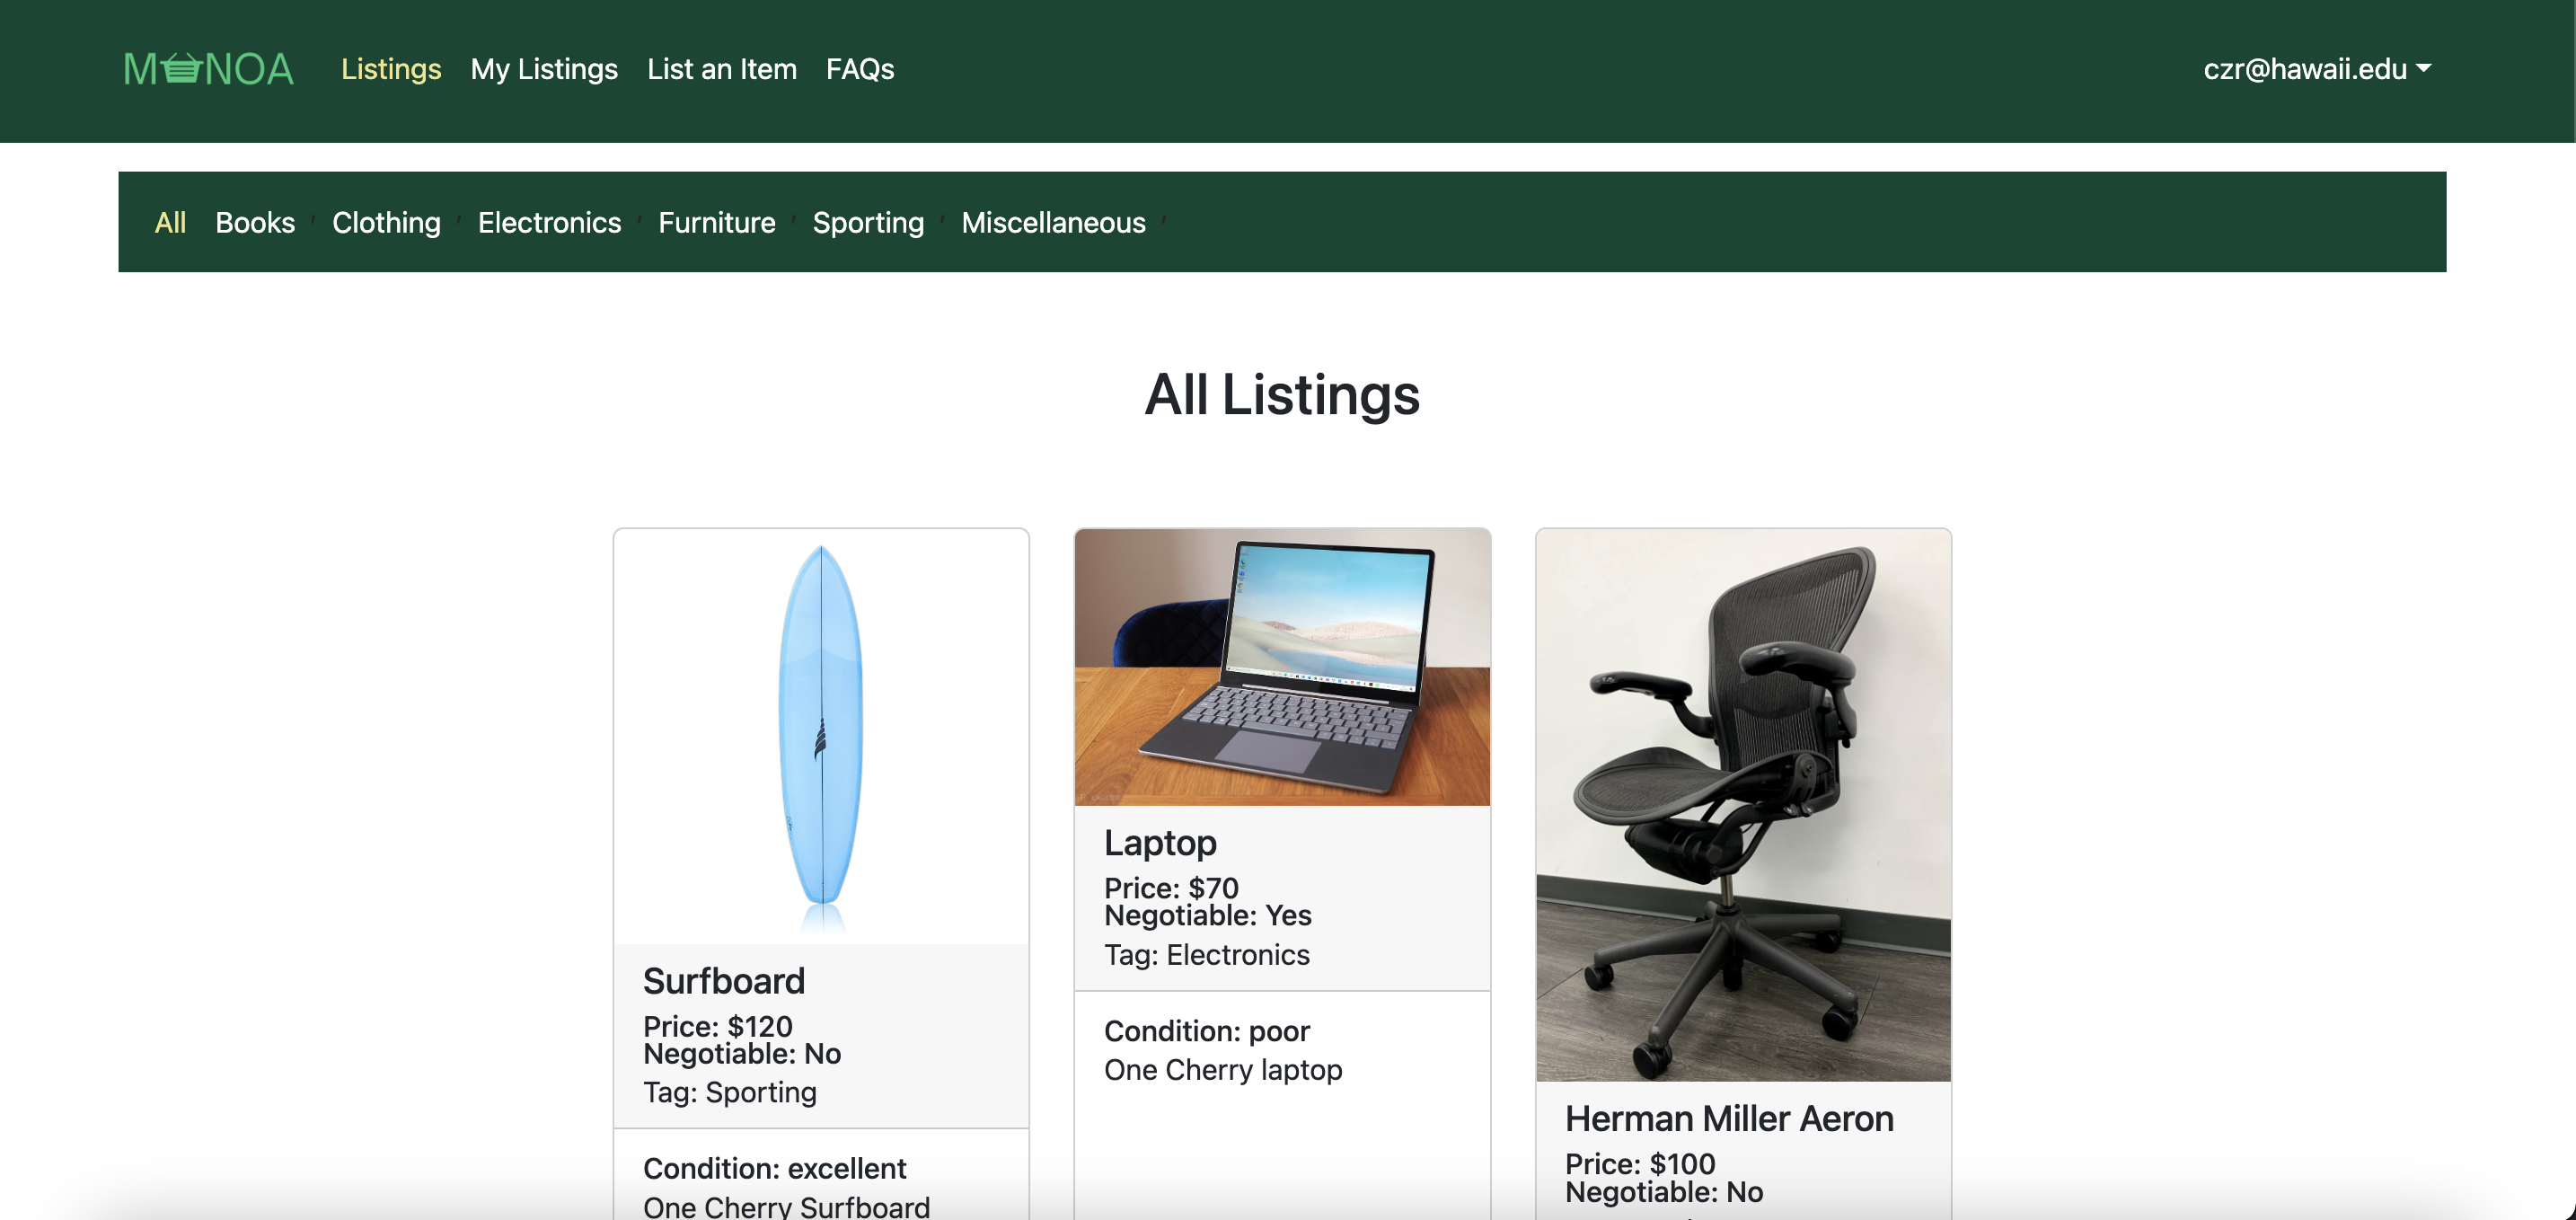 MANOA Listings My Listings List an Item FAQs czr@hawaii.edu
All Books ' Clothing ' Electronics ' Furniture ' Sporting ' Miscellaneous '
All Listings
Surfboard
Price: $120
Negotiable: No
Tag: Sporting
Condition: excellent
One Cherry Surfboard
Laptop
Price: $70
Negotiable: Yes
Tag: Electronics
Condition: poor
One Cherry laptop
Herman Miller Aeron
Price: $100
Negotiable: No